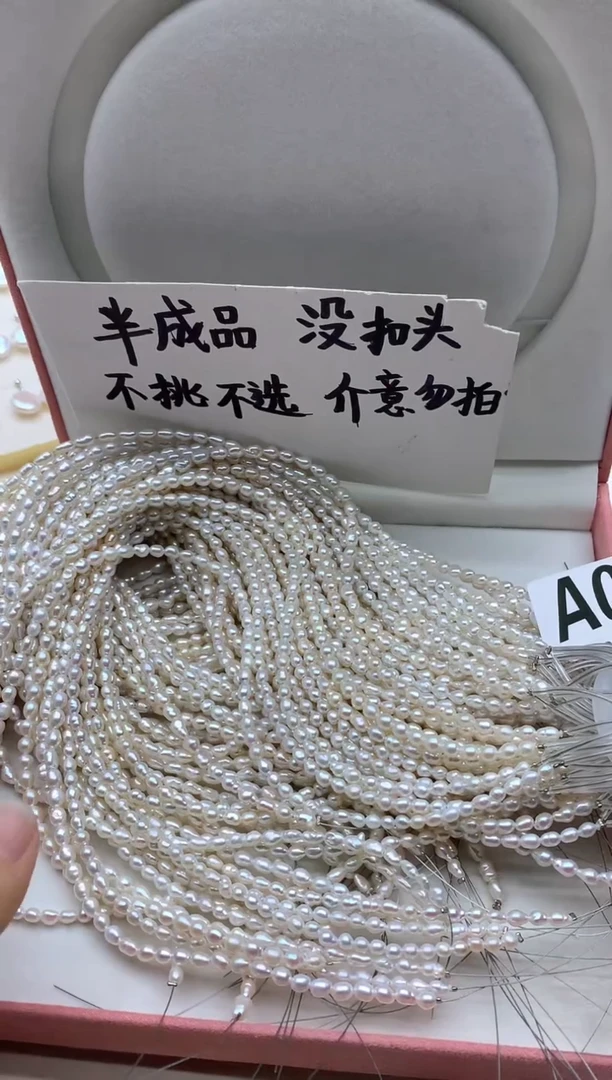 半成品 没扣头
不挑不选 介意勿拍